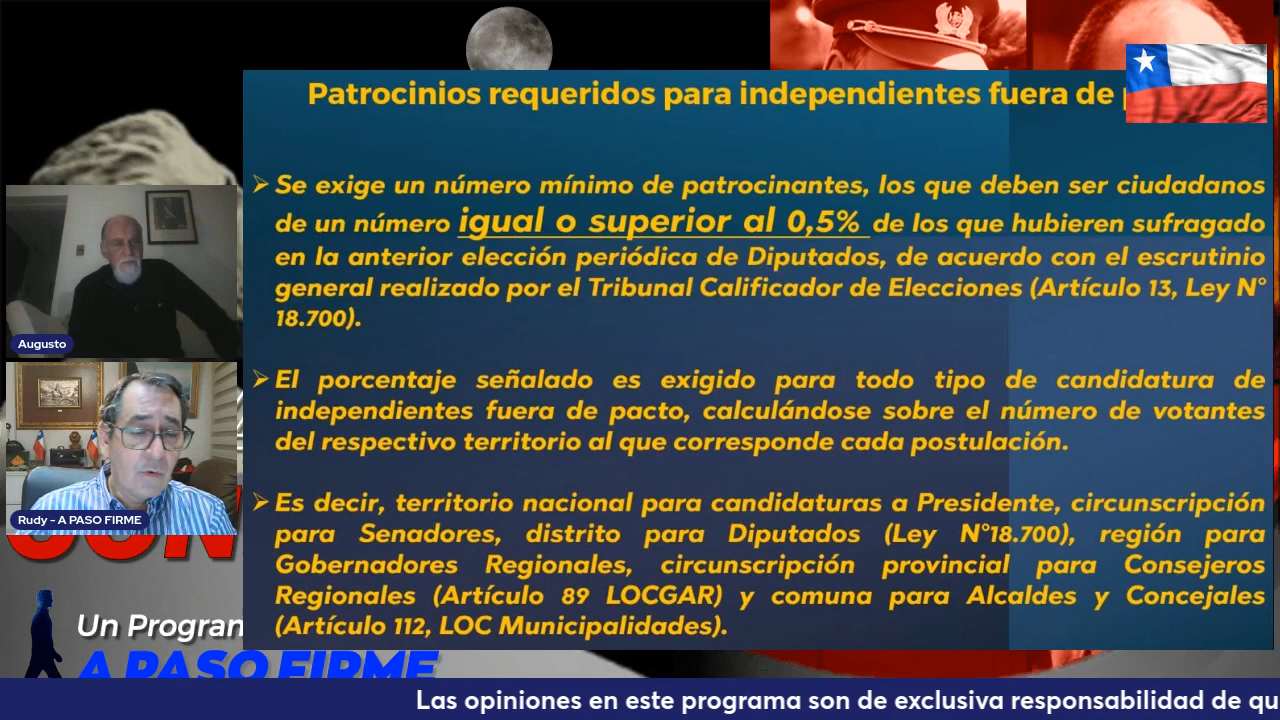 Patrocinios requeridos para independientes fuera de
➢ Se exige un número mínimo de patrocinantes, los que deben ser ciudadanos
de un número igual o superior al 0,5% de los que hubieren sufragado
en la anterior elección periódica de Diputados, de acuerdo con el escrutinio
general realizado por el Tribunal Calificador de Elecciones (Artículo 13, Ley N°
18.700).
➢ El porcentaje señalado es exigido para todo tipo de candidatura de
independientes fuera de pacto, calculándose sobre el número de votantes
del respectivo territorio al que corresponde cada postulación.
➢ Es decir, territorio nacional para candidaturas a Presidente, circunscripción
para Senadores, distrito para Diputados (Ley N°18.700), región para
Gobernadores Regionales, circunscripción provincial para Consejeros
Regionales (Artículo 89 LOCGAR) y comuna para Alcaldes y Concejales
(Artículo 112, LOC Municipalidades).
Augusto
Rudy - A PASO FIRME
Un Program
A PASO FIRME
Las opiniones en este programa son de exclusiva responsabilidad de qu